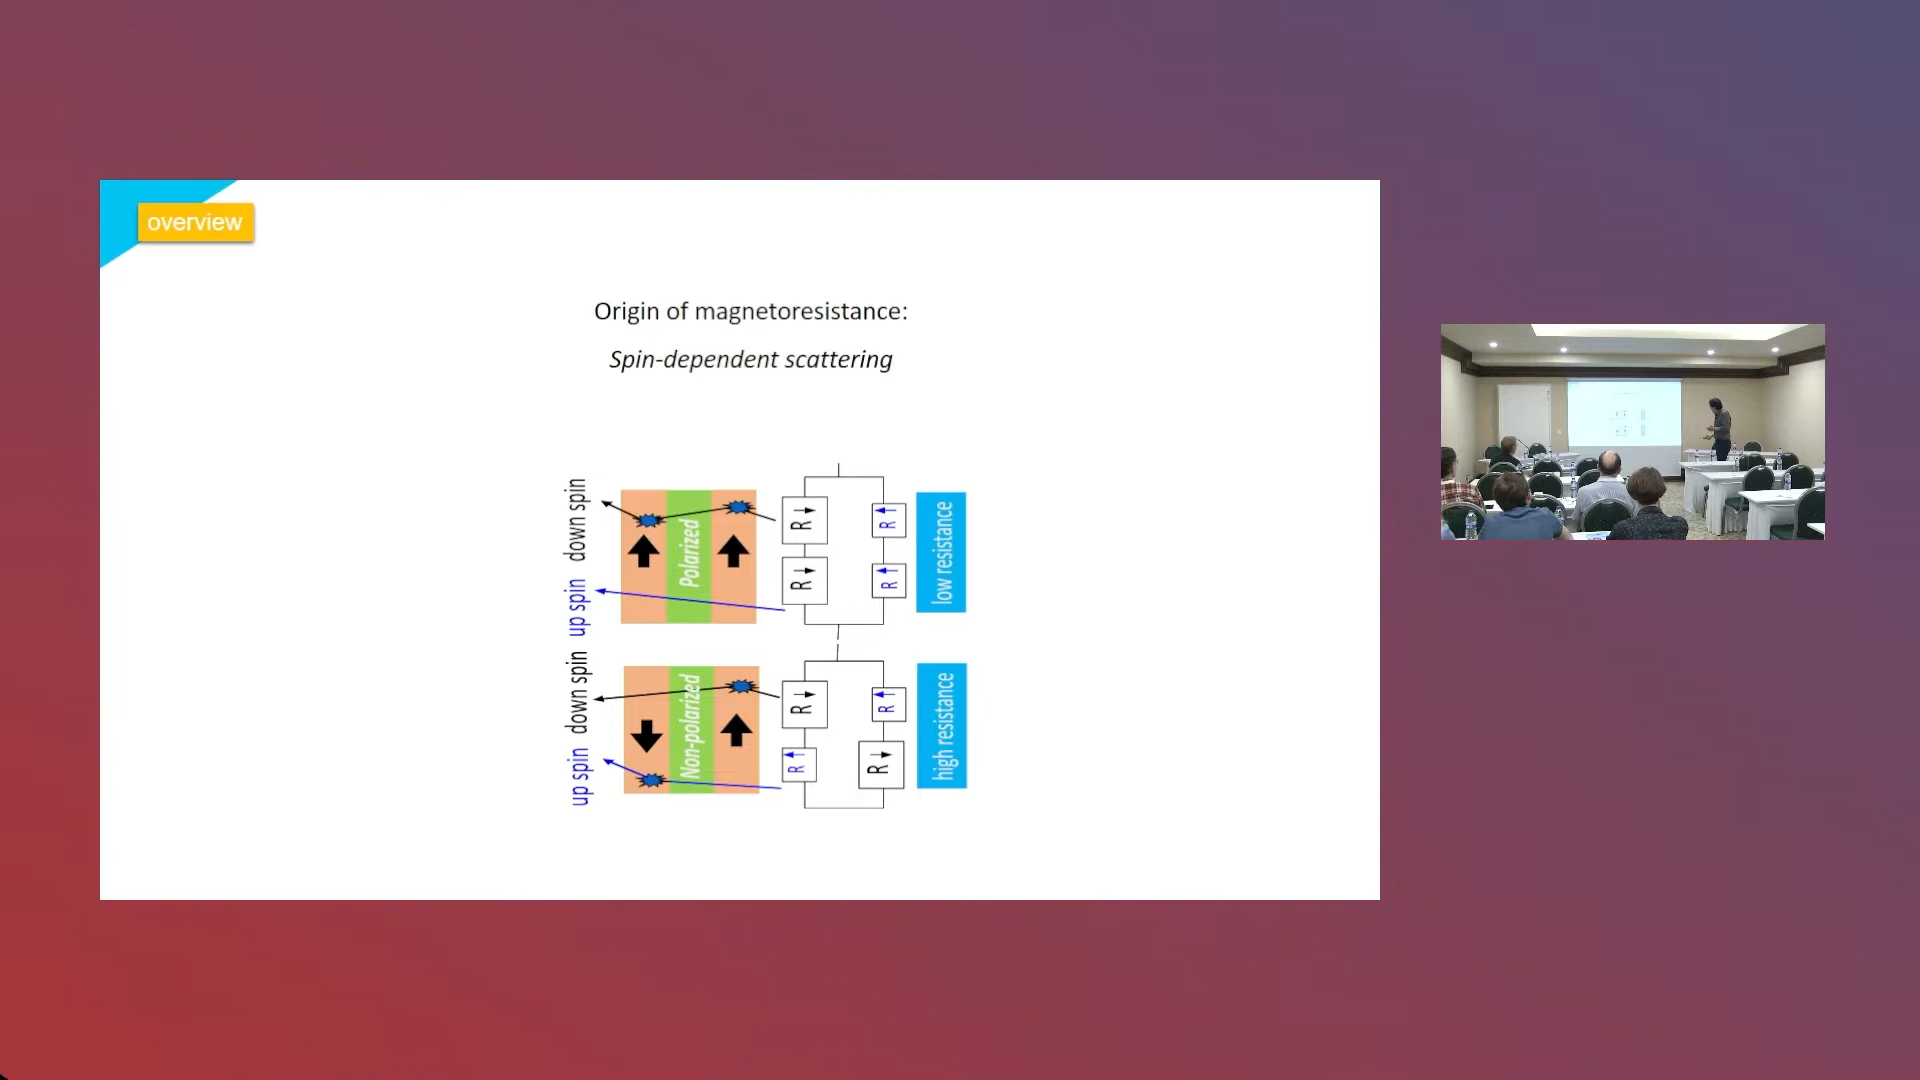 overview
Origin of magnetoresistance:
Spin-dependent scattering
up spin down spin
Polarized
R R
R R
low resistance
up spin down spin
Non-polarized
R R
R R
high resistance